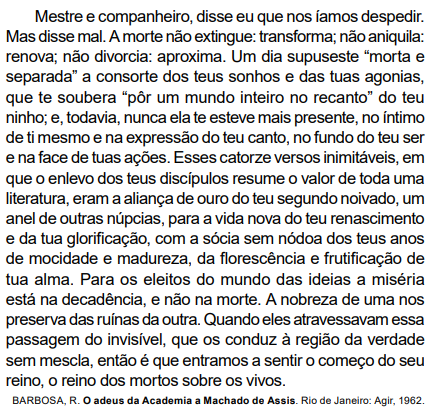 Mestre e companheiro, disse eu que nos íamos despedir.
Mas disse mal. A morte não extingue: transforma; não aniquila:
renova; não divorcia: aproxima. Um dia supuseste “morta e
separada” a consorte dos teus sonhos e das tuas agonias,
que te soubera “pôr um mundo inteiro no recanto” do teu
ninho; e, todavia, nunca ela te esteve mais presente, no íntimo
de ti mesmo e na expressão do teu canto, no fundo do teu ser
e na face de tuas ações. Esses catorze versos inimitáveis, em
que o enlevo dos teus discípulos resume o valor de toda uma
literatura, eram a aliança de ouro do teu segundo noivado, um
anel de outras núpcias, para a vida nova do teu renascimento
e da tua glorificação, com a sócia sem nódoa dos teus anos
de mocidade e madureza, da florescência e frutificação de
tua alma. Para os eleitos do mundo das ideias a miséria
está na decadência, e não na morte. A nobreza de uma nos
preserva das ruínas da outra. Quando eles atravessavam essa
passagem do invisível, que os conduz à região da verdade
sem mescla, então é que entramos a sentir o começo do seu
reino, o reino dos mortos sobre os vivos.
BARBOSA, R. O adeus da Academia a Machado de Assis. Rio de Janeiro: Agir, 1962.